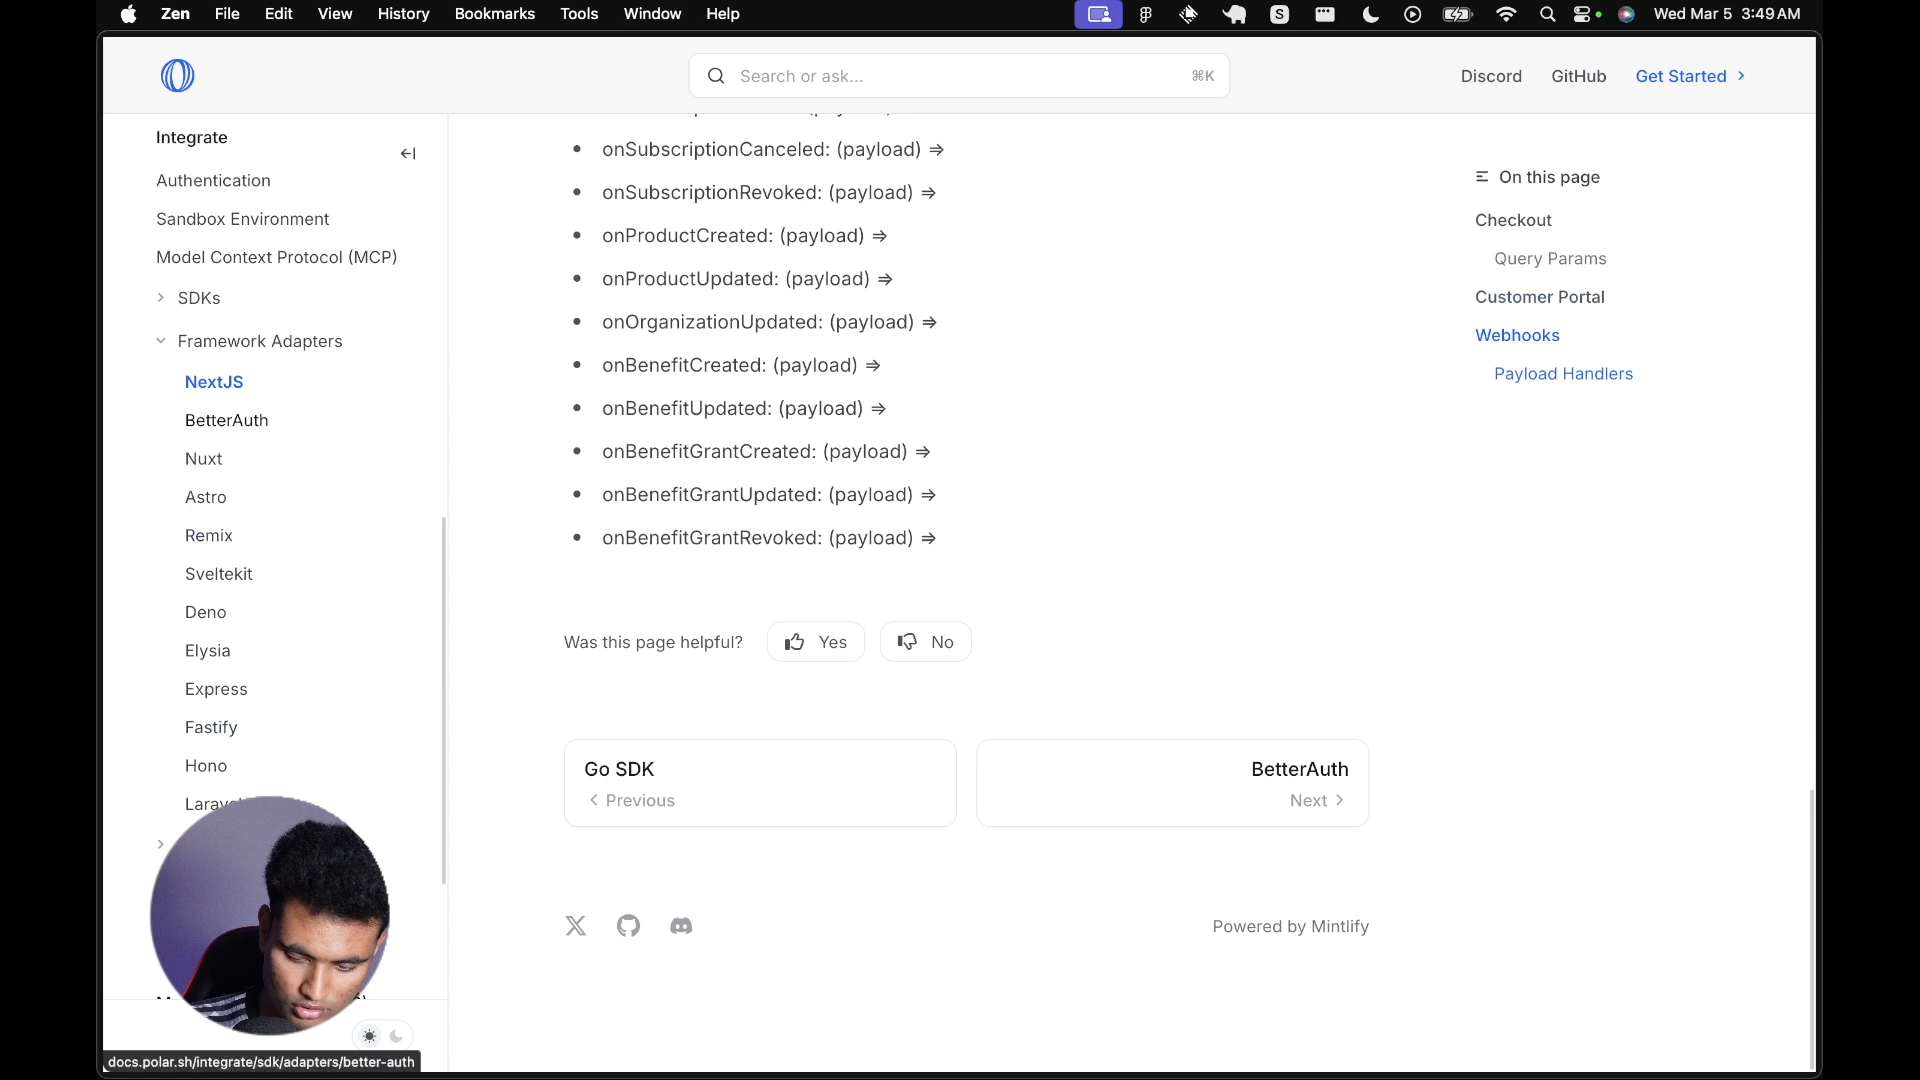 Zen File Edit View History Bookmarks Tools Window Help
S
Wed Mar 5 3:49 AM
Search or ask...
⌘K
Discord GitHub Get Started
Integrate
Authentication
Sandbox Environment
Model Context Protocol (MCP)
SDKs
Framework Adapters
NextJS
BetterAuth
Nuxt
Astro
Remix
Sveltekit
Deno
Elysia
Express
Fastify
Hono
docs.polar.sh/integrate/sdk/adapters/better-auth
• onSubscriptionCanceled: (payload) ⇒
• onSubscriptionRevoked: (payload) ⇒
• onProductCreated: (payload) ⇒
• onProductUpdated: (payload) ⇒
• onOrganizationUpdated: (payload) ⇒
• onBenefitCreated: (payload) ⇒
• onBenefitUpdated: (payload) ⇒
• onBenefitGrantCreated: (payload) ⇒
• onBenefitGrantUpdated: (payload) ⇒
• onBenefitGrantRevoked: (payload) ⇒
Was this page helpful? Yes No
Go SDK
Previous
BetterAuth
Next
Powered by Mintlify
On this page
Checkout
Query Params
Customer Portal
Webhooks
Payload Handlers